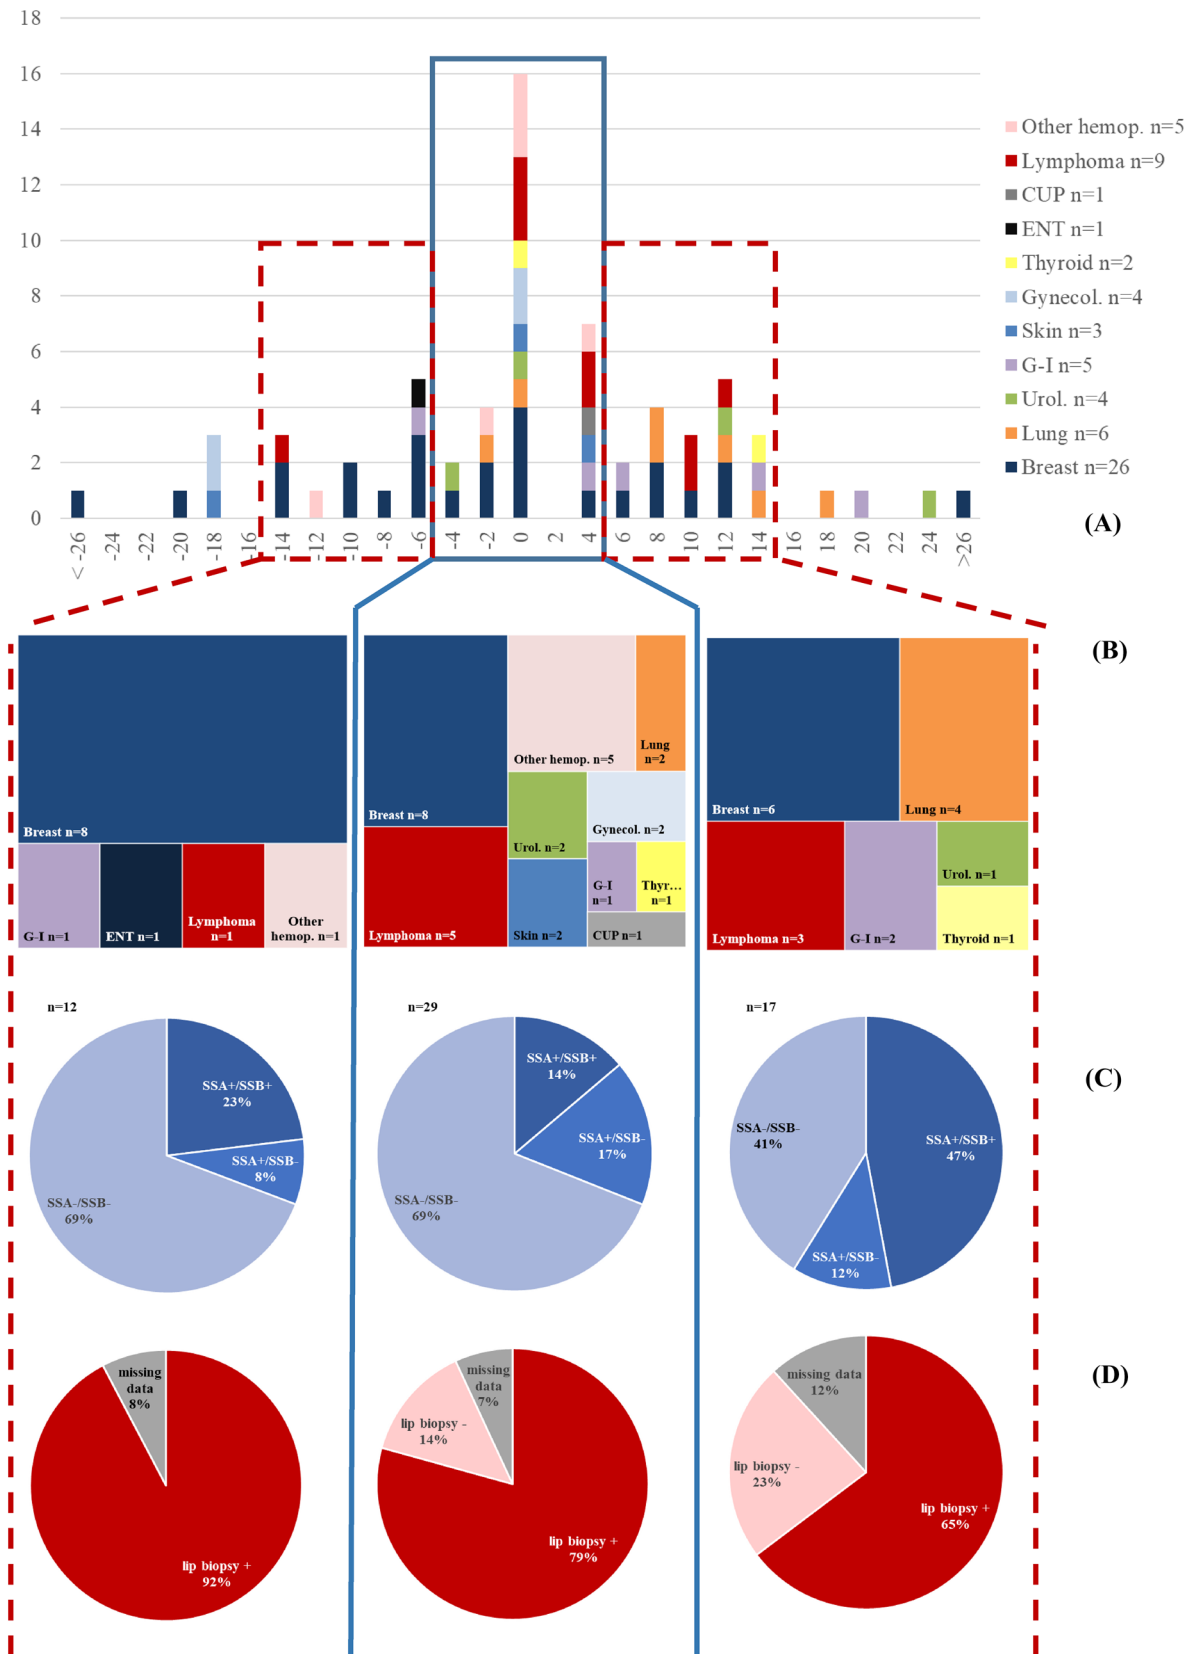 18
16
14
12
10
8
6
4
2
0
< -26
-24
-22
-20
-18
-16
-14
-12
-10
-8
-6
-4
-2
0
2
4
6
8
10
12
14
16
18
20
22
24
>26
Other hemop. n=5
Lymphoma n=9
CUP n=1
ENT n=1
Thyroid n=2
Gynecol. n=4
Skin n=3
G-I n=5
Urol. n=4
Lung n=6
Breast n=26
(A)
(B)
Breast n=8
G-I n=1
ENT n=1
Lymphoma
n=1
Other
hemop. n=1
Breast n=8
Lymphoma n=5
Other hemop. n=5
Lung
n=2
Urol. n=2
Gynecol. n=2
Skin n=2
G-I
n=1
Thyr...
n=1
CUP n=1
Breast n=6
Lung n=4
Lymphoma n=3
G-I n=2
Urol. n=1
Thyroid n=1
n=12
n=29
n=17
(C)
SSA+/SSB+
23%
SSA+/SSB-
8%
SSA-/SSB-
69%
SSA+/SSB+
14%
SSA+/SSB-
17%
SSA-/SSB-
69%
SSA-/SSB-
41%
SSA+/SSB+
47%
SSA+/SSB-
12%
(D)
missing
data
8%
lip biopsy +
92%
missing
data
7%
lip biopsy -
14%
lip biopsy +
79%
missing data
12%
lip biopsy -
23%
lip biopsy +
65%